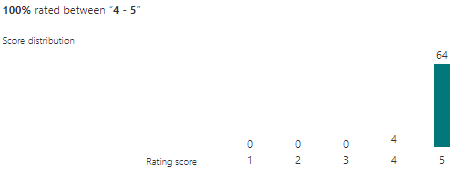 100% rated between “4 - 5”
Score distribution
64
0 0 0 4
Rating score 1 2 3 4 5